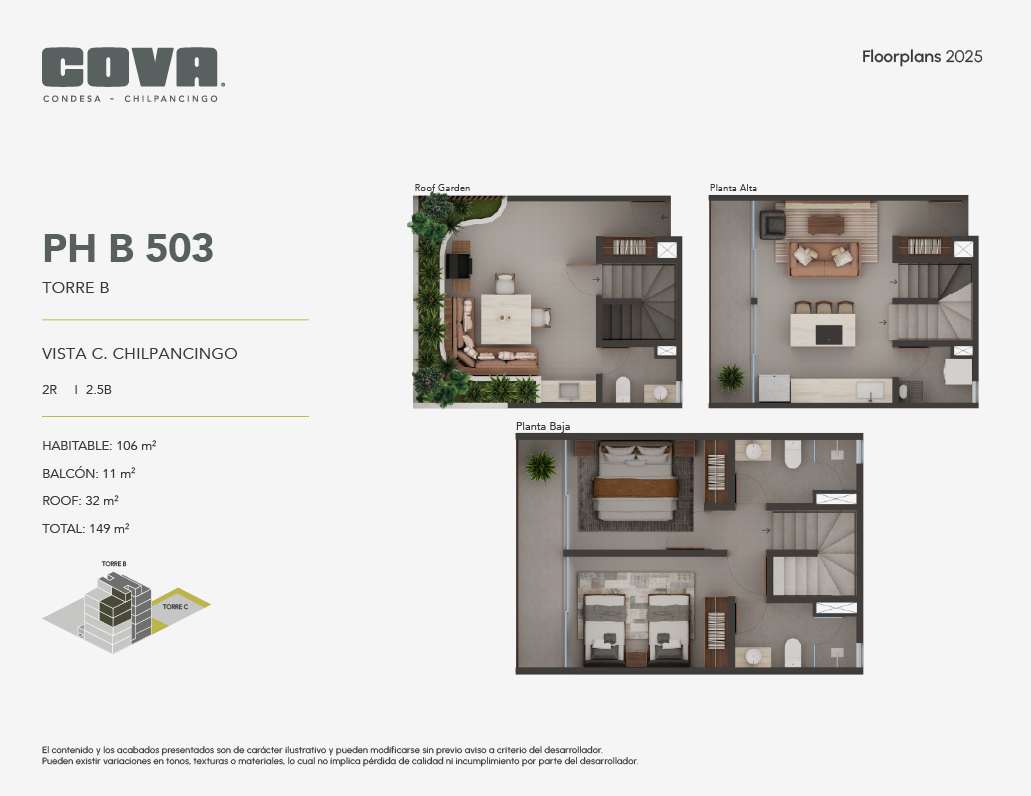 COVA.
CONDESA - CHILPANCINGO
Floorplans 2025
PH B 503
TORRE B
VISTA C. CHILPANCINGO
2R | 2.5B
HABITABLE: 106 m²
BALCÓN: 11 m²
ROOF: 32 m²
TOTAL: 149 m²
TORRE B
TORRE C
Roof Garden
Planta Alta
Planta Baja
El contenido y los acabados presentados son de carácter ilustrativo y pueden modificarse sin previo aviso a criterio del desarrollador.
Pueden existir variaciones en tonos, texturas o materiales, lo cual no implica pérdida de calidad ni incumplimiento por parte del desarrollador.